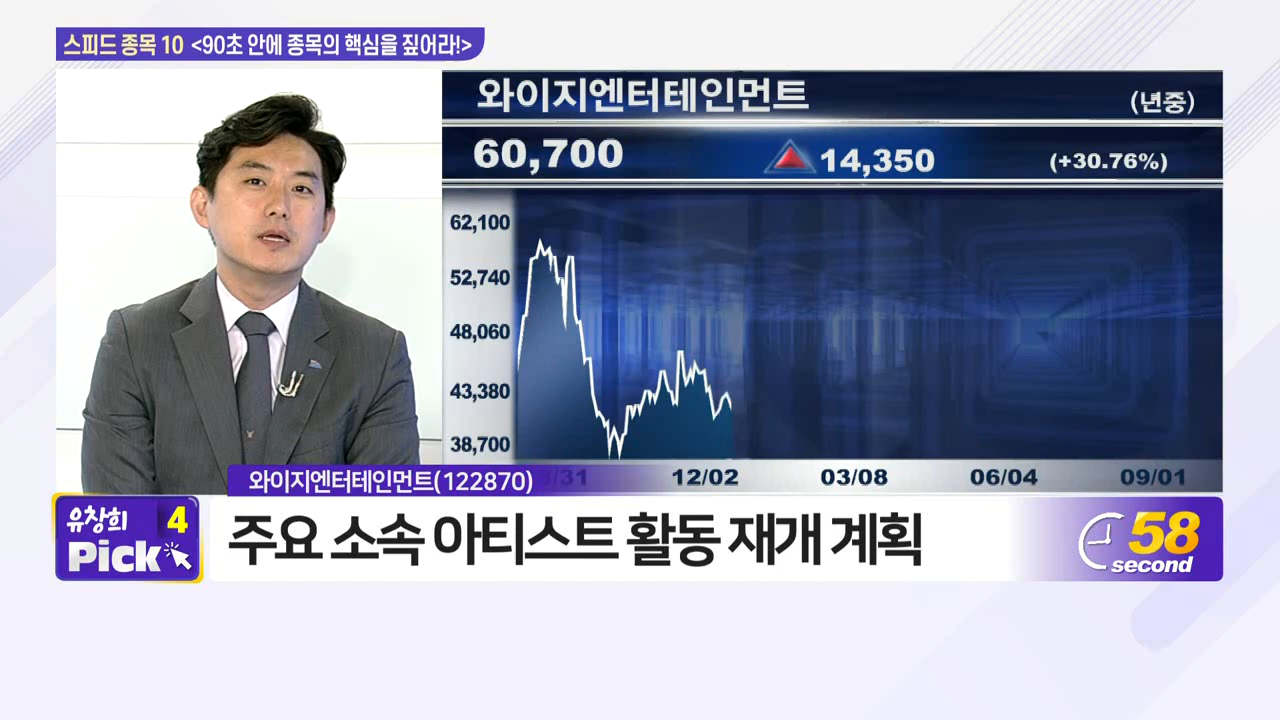 스피드 종목 10 <90초 안에 종목의 핵심을 짚어라!>
와이지엔터테인먼트 (년중)
60,700 14,350 (+30.76%)
62,100
52,740
48,060
43,380
38,700
/31 12/02 03/08 06/04 09/01
와이지엔터테인먼트(122870)
유창희 4
Pick
주요 소속 아티스트 활동 재개 계획
58
second